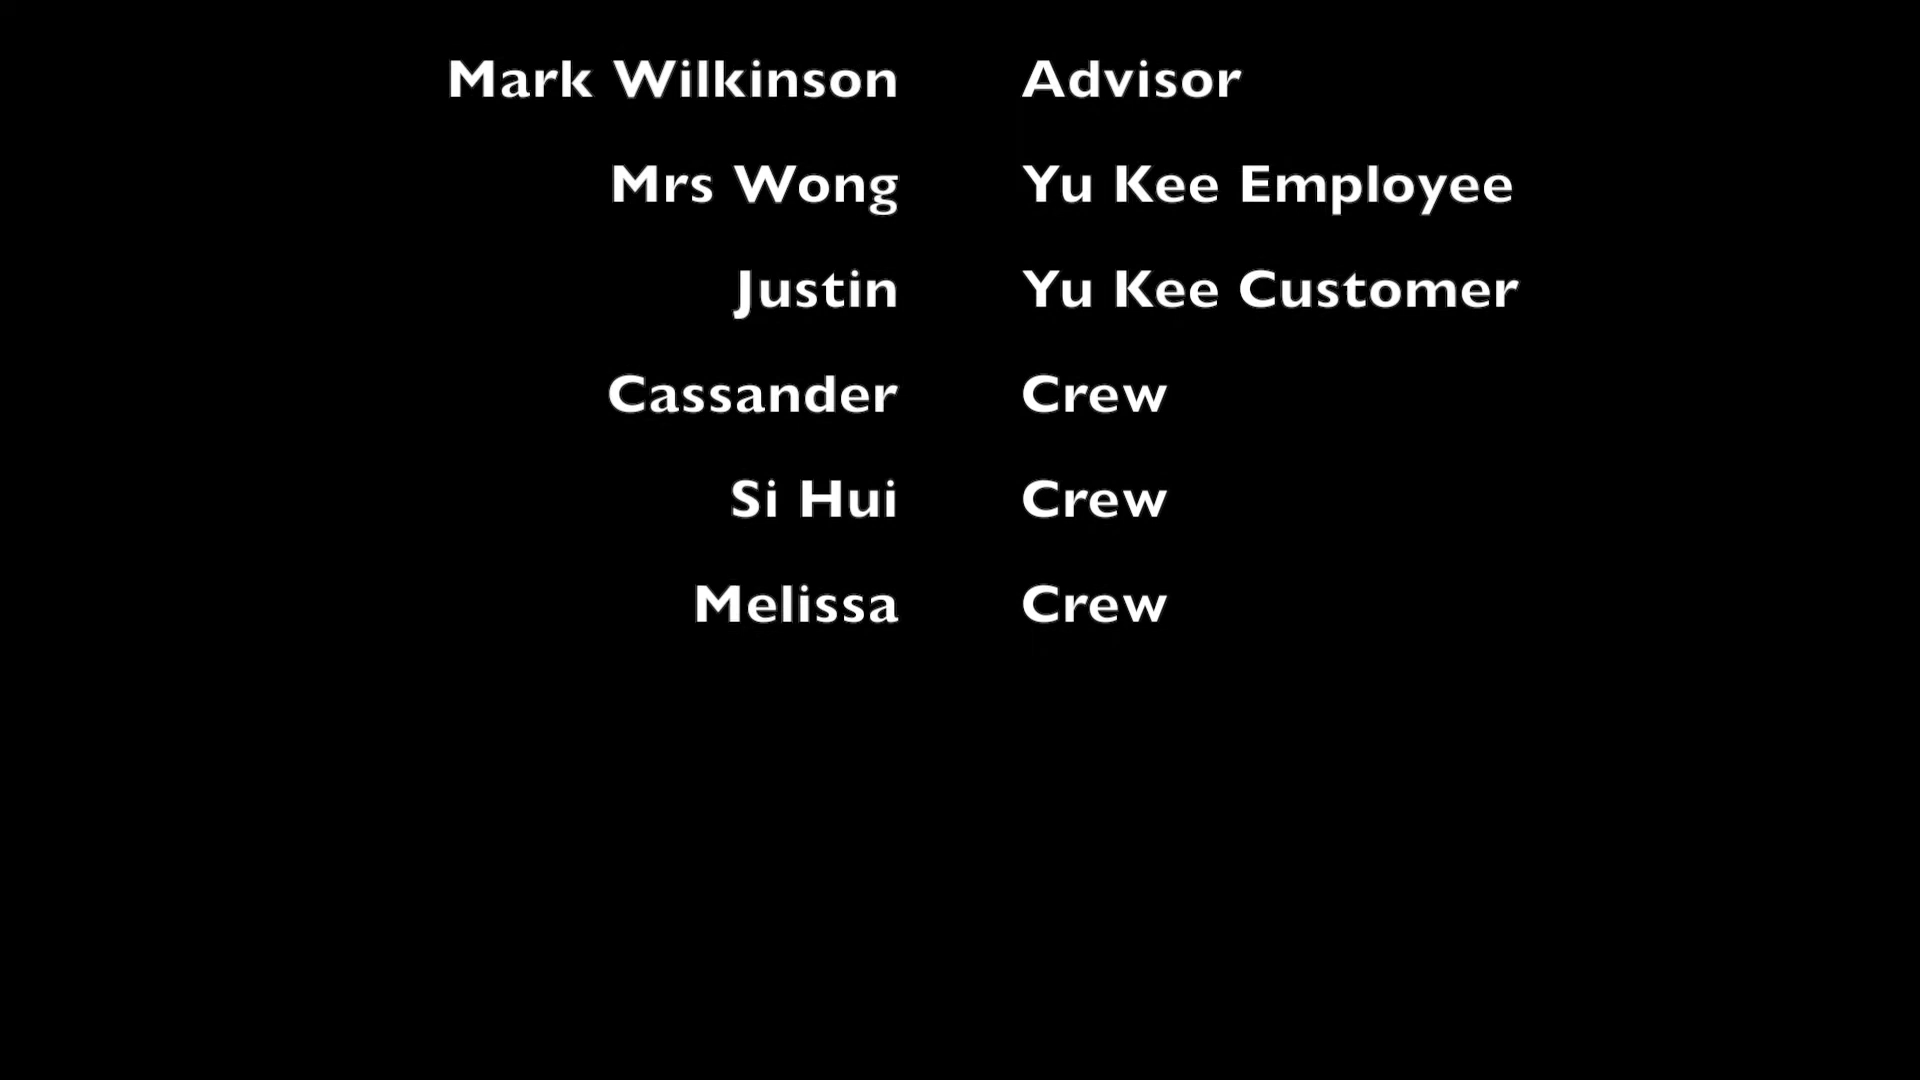 Mark Wilkinson Advisor
Mrs Wong Yu Kee Employee
Justin Yu Kee Customer
Cassander Crew
Si Hui Crew
Melissa Crew